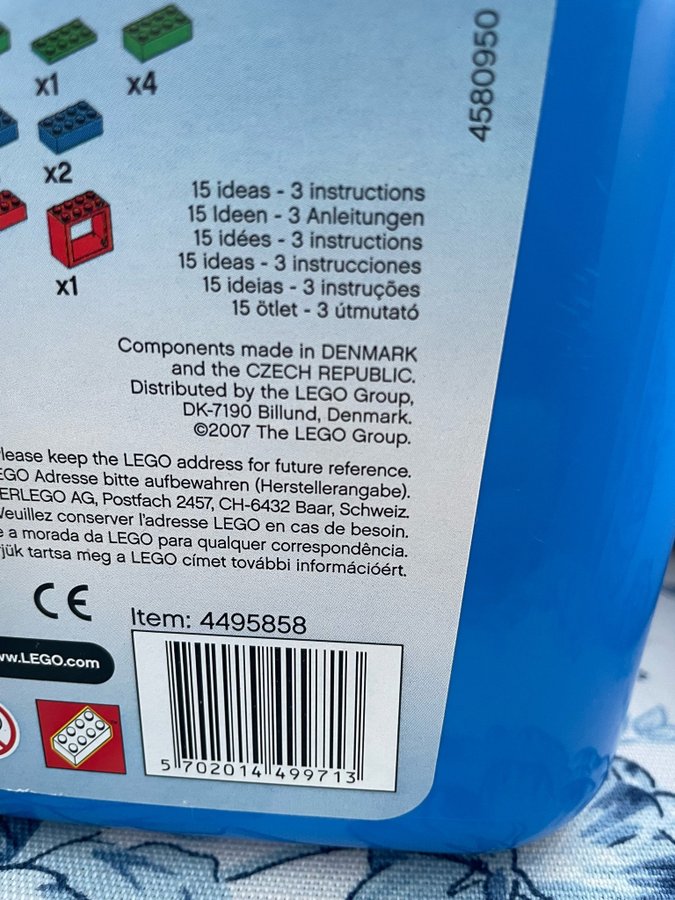 x1
x4
4580950
x2
x1
15 ideas - 3 instructions
15 Ideen - 3 Anleitungen
15 idées - 3 instructions
15 ideas - 3 instrucciones
15 ideias - 3 instruções
15 ötlet - 3 útmutató
Components made in DENMARK
and the CZECH REPUBLIC.
Distributed by the LEGO Group,
DK-7190 Billund, Denmark.
©2007 The LEGO Group.
lease keep the LEGO address for future reference.
EGO Adresse bitte aufbewahren (Herstellerangabe).
ERLEGO AG, Postfach 2457, CH-6432 Baar, Schweiz.
Veuillez conserver l'adresse LEGO en cas de besoin.
e a morada da LEGO para qualquer correspondência.
jük tartsa meg a LEGO címet további információért.
CE
Item: 4495858
ww.LEGO.com
5 702014 499713